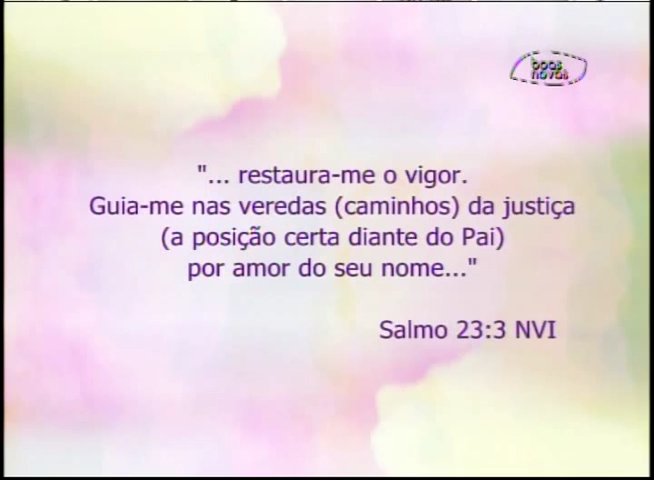 boas
novas
"... restaura-me o vigor.
Guia-me nas veredas (caminhos) da justiça
(a posição certa diante do Pai)
por amor do seu nome..."
Salmo 23:3 NVI